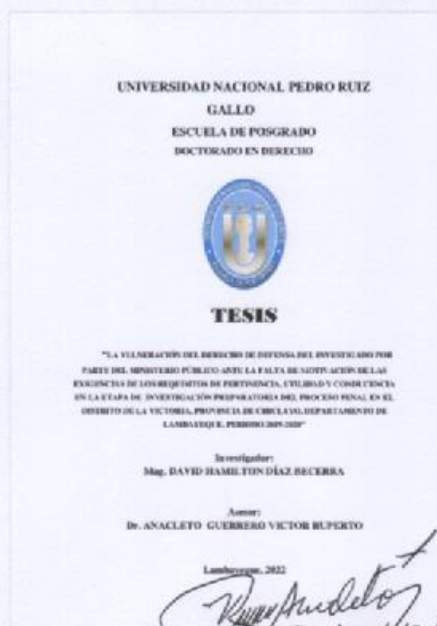 UNIVERSIDAD NACIONAL PEDRO RUIZ
GALLO
ESCUELA DE POSGRADO
DOCTORADO EN DERECHO
TESIS
"LA VULNERACIÓN DEL DERECHO DE DEFENSA DEL INVESTIGADO POR
PARTE DEL MINISTERIO PÚBLICO ANTE LA FALTA DE MOTIVACIÓN DE LAS
EXIGENCIAS DE LOS REQUISITOS DE PERTINENCIA, UTILIDAD Y CONDUCENCIA
EN LA ETAPA DE INVESTIGACIÓN PREPARATORIA DEL PROCESO PENAL EN EL
DISTRITO DE LA VICTORIA, PROVINCIA DE CHICLAYO, DEPARTAMENTO DE
LAMBAYEQUE, PERIODO 2019-2020"
Investigador:
Mag. DAVID HAMILTON DÍAZ BECERRA
Asesor:
Dr. ANACLETO GUERRERO VICTOR RUPERTO
Lambayeque, 2022